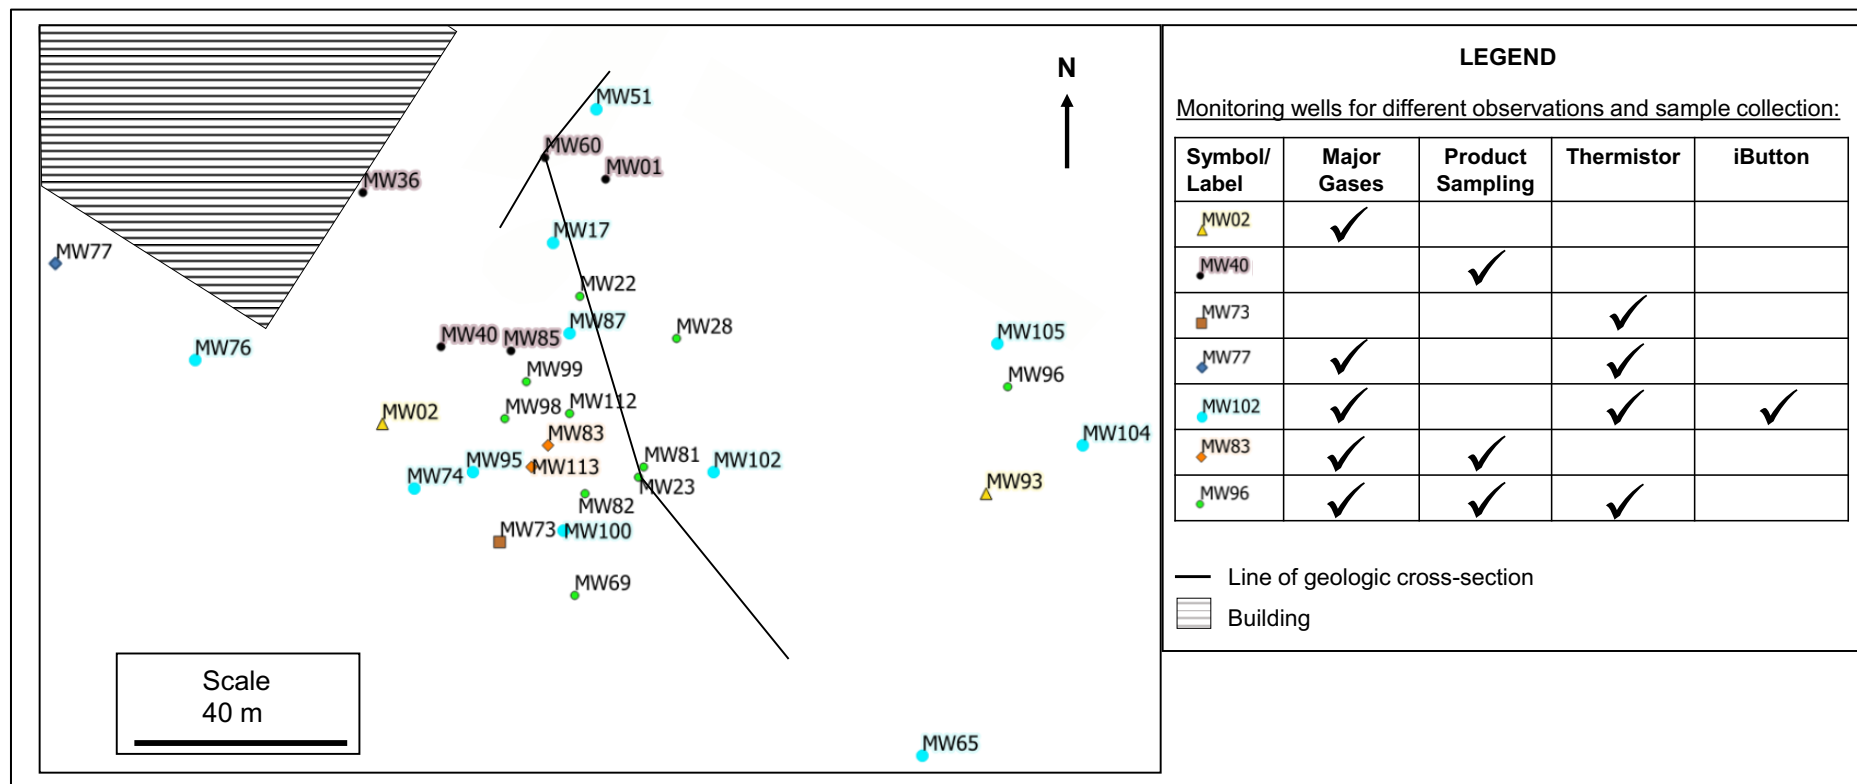 MW51
MW60
MW01
MW36
MW17
MW77
MW22
MW87
MW28
MW40
MW85
MW105
MW76
MW99
MW96
MW02
MW98
MW112
MW83
MW104
MW95
MW113
MW81
MW102
MW74
MW23
MW93
MW82
MW73
MW100
MW69
MW65
N
Scale
40 m
LEGEND
Monitoring wells for different observations and sample collection:
Symbol/ Major Product Thermistor iButton
Label Gases Sampling
MW02 ✓
MW40 ✓
MW73 ✓
MW77 ✓ ✓
MW102 ✓ ✓ ✓
MW83 ✓ ✓
MW96 ✓ ✓ ✓
Line of geologic cross-section
Building